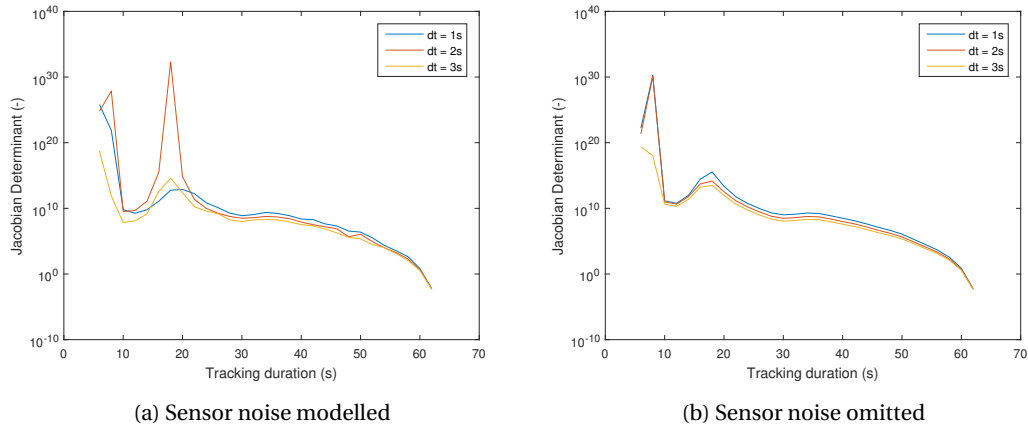 10^40
10^30
10^20
10^10
10^0
10^-10
Jacobian Determinant (-)
0 10 20 30 40 50 60 70
Tracking duration (s)
dt = 1s
dt = 2s
dt = 3s
(a) Sensor noise modelled
10^40
10^30
10^20
10^10
10^0
10^-10
Jacobian Determinant (-)
0 10 20 30 40 50 60 70
Tracking duration (s)
dt = 1s
dt = 2s
dt = 3s
(b) Sensor noise omitted